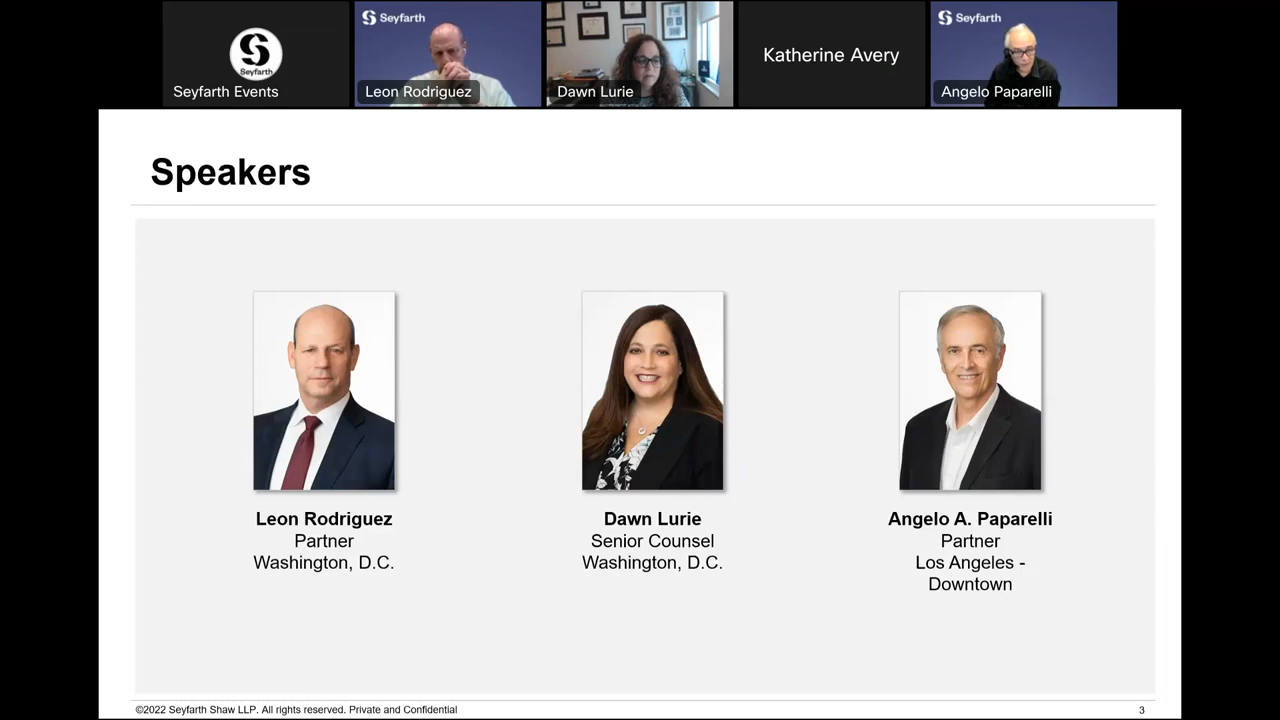 Seyfarth
Seyfarth Events
Seyfarth
Leon Rodriguez
Dawn Lurie
Katherine Avery
Seyfarth
Angelo Paparelli
Speakers
Leon Rodriguez
Partner
Washington, D.C.
Dawn Lurie
Senior Counsel
Washington, D.C.
Angelo A. Paparelli
Partner
Los Angeles -
Downtown
©2022 Seyfarth Shaw LLP. All rights reserved. Private and Confidential
3